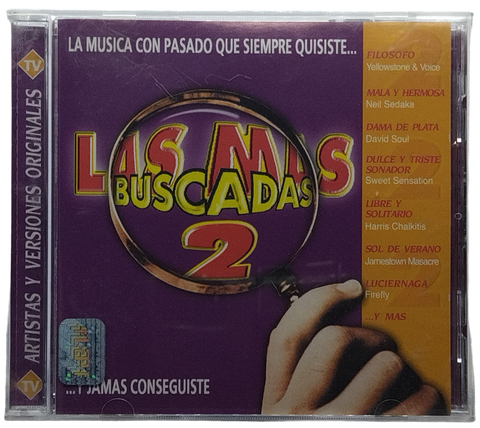 TV
ARTISTAS Y VERSIONES ORIGINALES
TV
LA MUSICA CON PASADO QUE SIEMPRE QUISISTE...
LAS MAS
BUSCADAS
2
...Y JAMAS CONSEGUISTE
FILOSOFO
Yellowstone & Voice
MALA Y HERMOSA
Neil Sedaka
DAMA DE PLATA
David Soul
DULCE Y TRISTE
SOÑADOR
Sweet Sensation
LIBRE Y
SOLITARIO
Harris Chalkitis
SOL DE VERANO
Jamestown Masacre
LUCIERNAGA
Firefly
...Y MAS